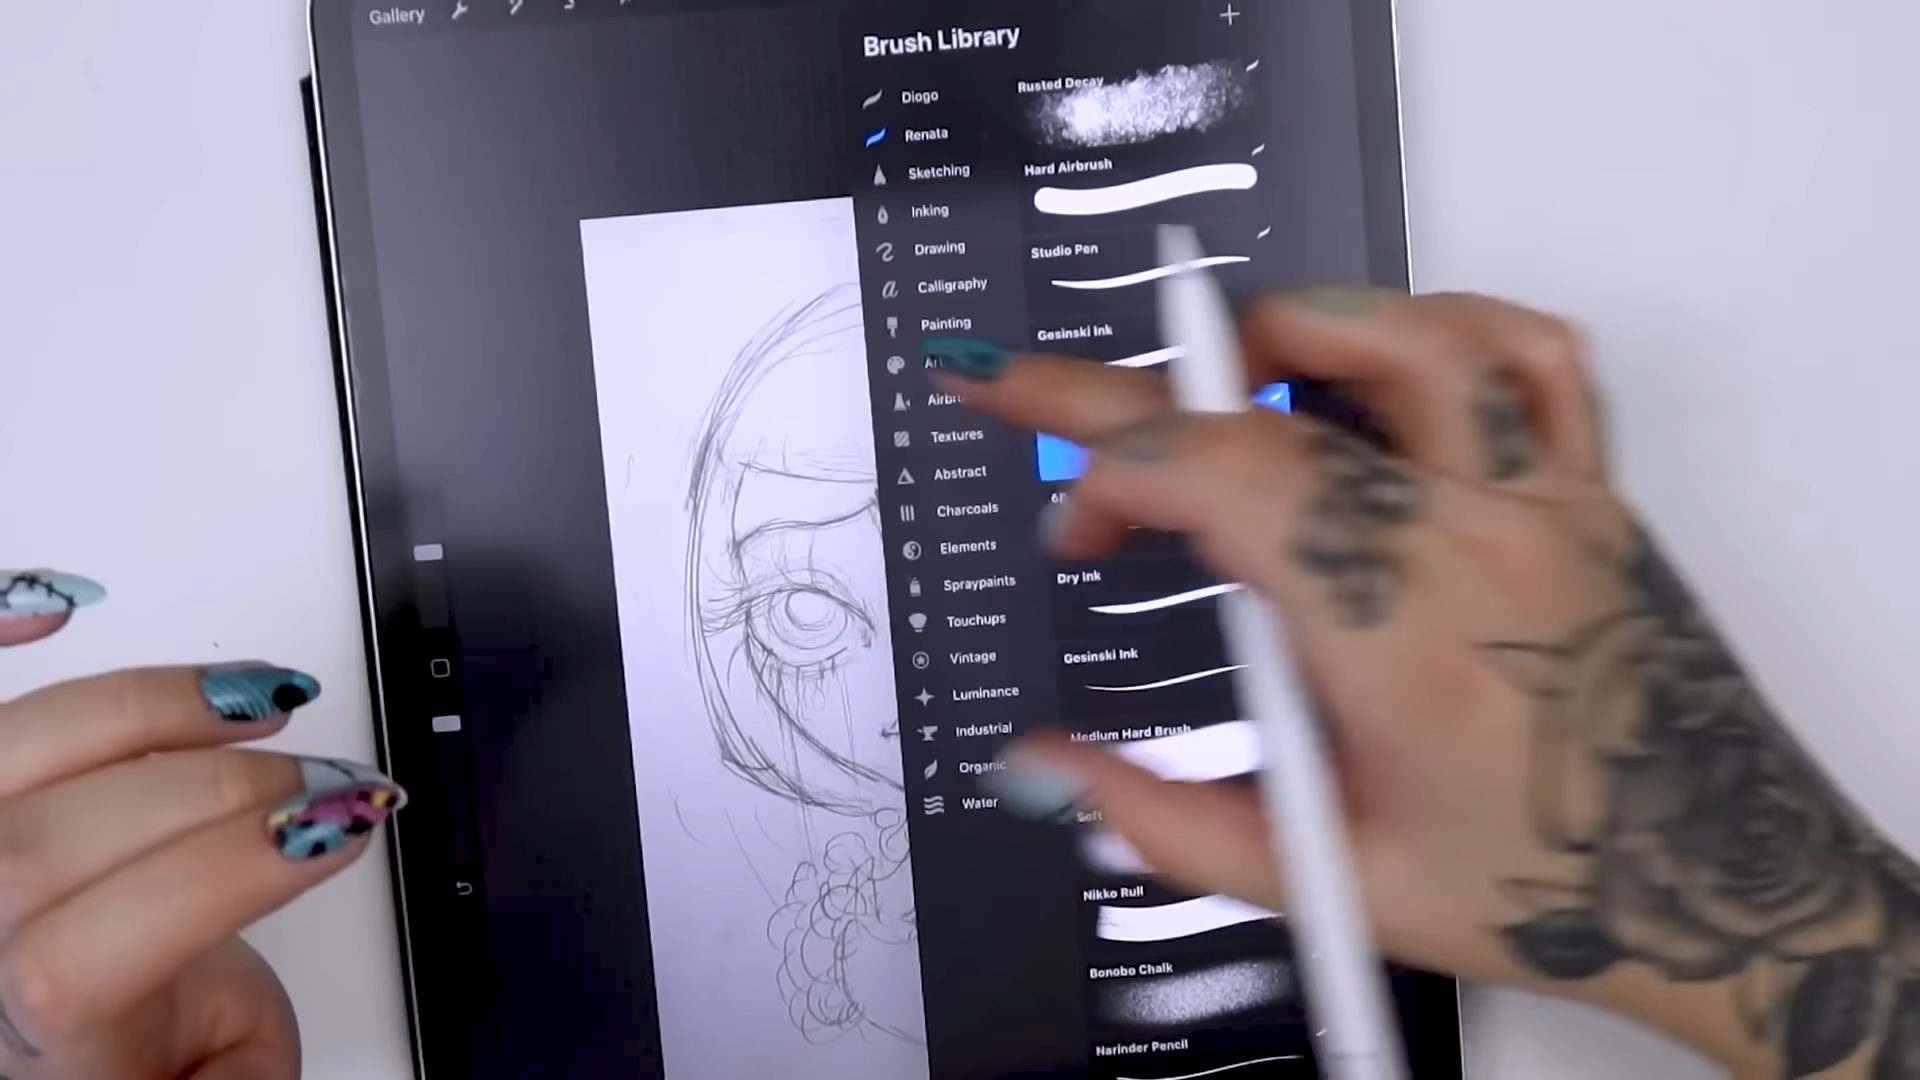 Gallery
Brush Library
Diogo
Renata
Sketching
Inking
Drawing
Calligraphy
Painting
Textures
Abstract
Charcoals
Elements
Spraypaints
Touchups
Vintage
Luminance
Industrial
Organic
Water
Rusted Decay
Hard Airbrush
Studio Pen
Gesinski Ink
Dry Ink
Gesinski Ink
Medium Hard Brush
Soft
Nikko Rull
Bonobo Chalk
Narinder Pencil